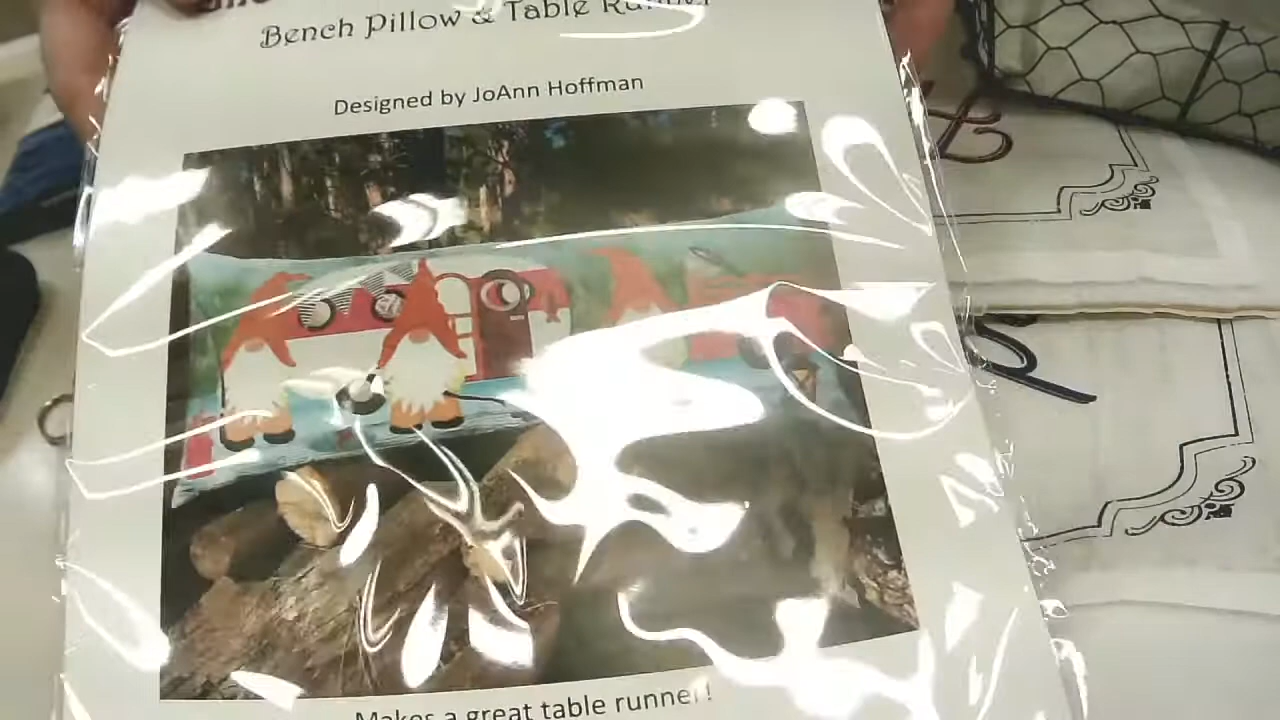 Bench Pillow & Table Runner
Designed by JoAnn Hoffman
Makes a great table runner!